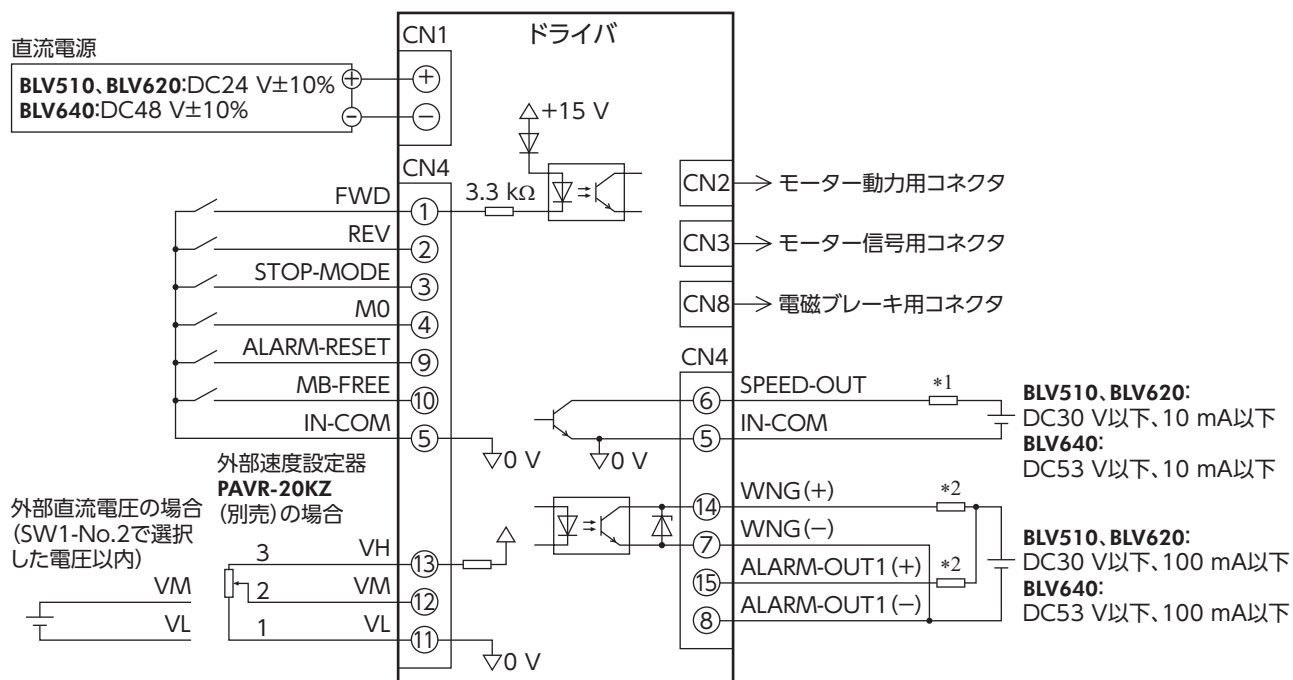 直流電源
BLV510、BLV620:DC24 V±10%
BLV640:DC48 V±10%
+
-
CN1
+
-
ドライバ
+15 V
CN4
3.3 kΩ
FWD
1
REV
2
STOP-MODE
3
M0
4
ALARM-RESET
9
MB-FREE
10
IN-COM
5
0 V
外部速度設定器
PAVR-20KZ
(別売)の場合
外部直流電圧の場合
(SW1-No.2で選択
した電圧以内)
VM
VL
3
VH
13
2
VM
12
1
VL
11
0 V
CN2
モーター動力用コネクタ
CN3
モーター信号用コネクタ
CN8
電磁ブレーキ用コネクタ
CN4
6
SPEED-OUT
*1
5
IN-COM
0 V
BLV510、BLV620:
DC30 V以下、10 mA以下
BLV640:
DC53 V以下、10 mA以下
14
WNG(+)
*2
7
WNG(−)
15
ALARM-OUT1(+)
*2
8
ALARM-OUT1(−)
BLV510、BLV620:
DC30 V以下、100 mA以下
BLV640:
DC53 V以下、100 mA以下